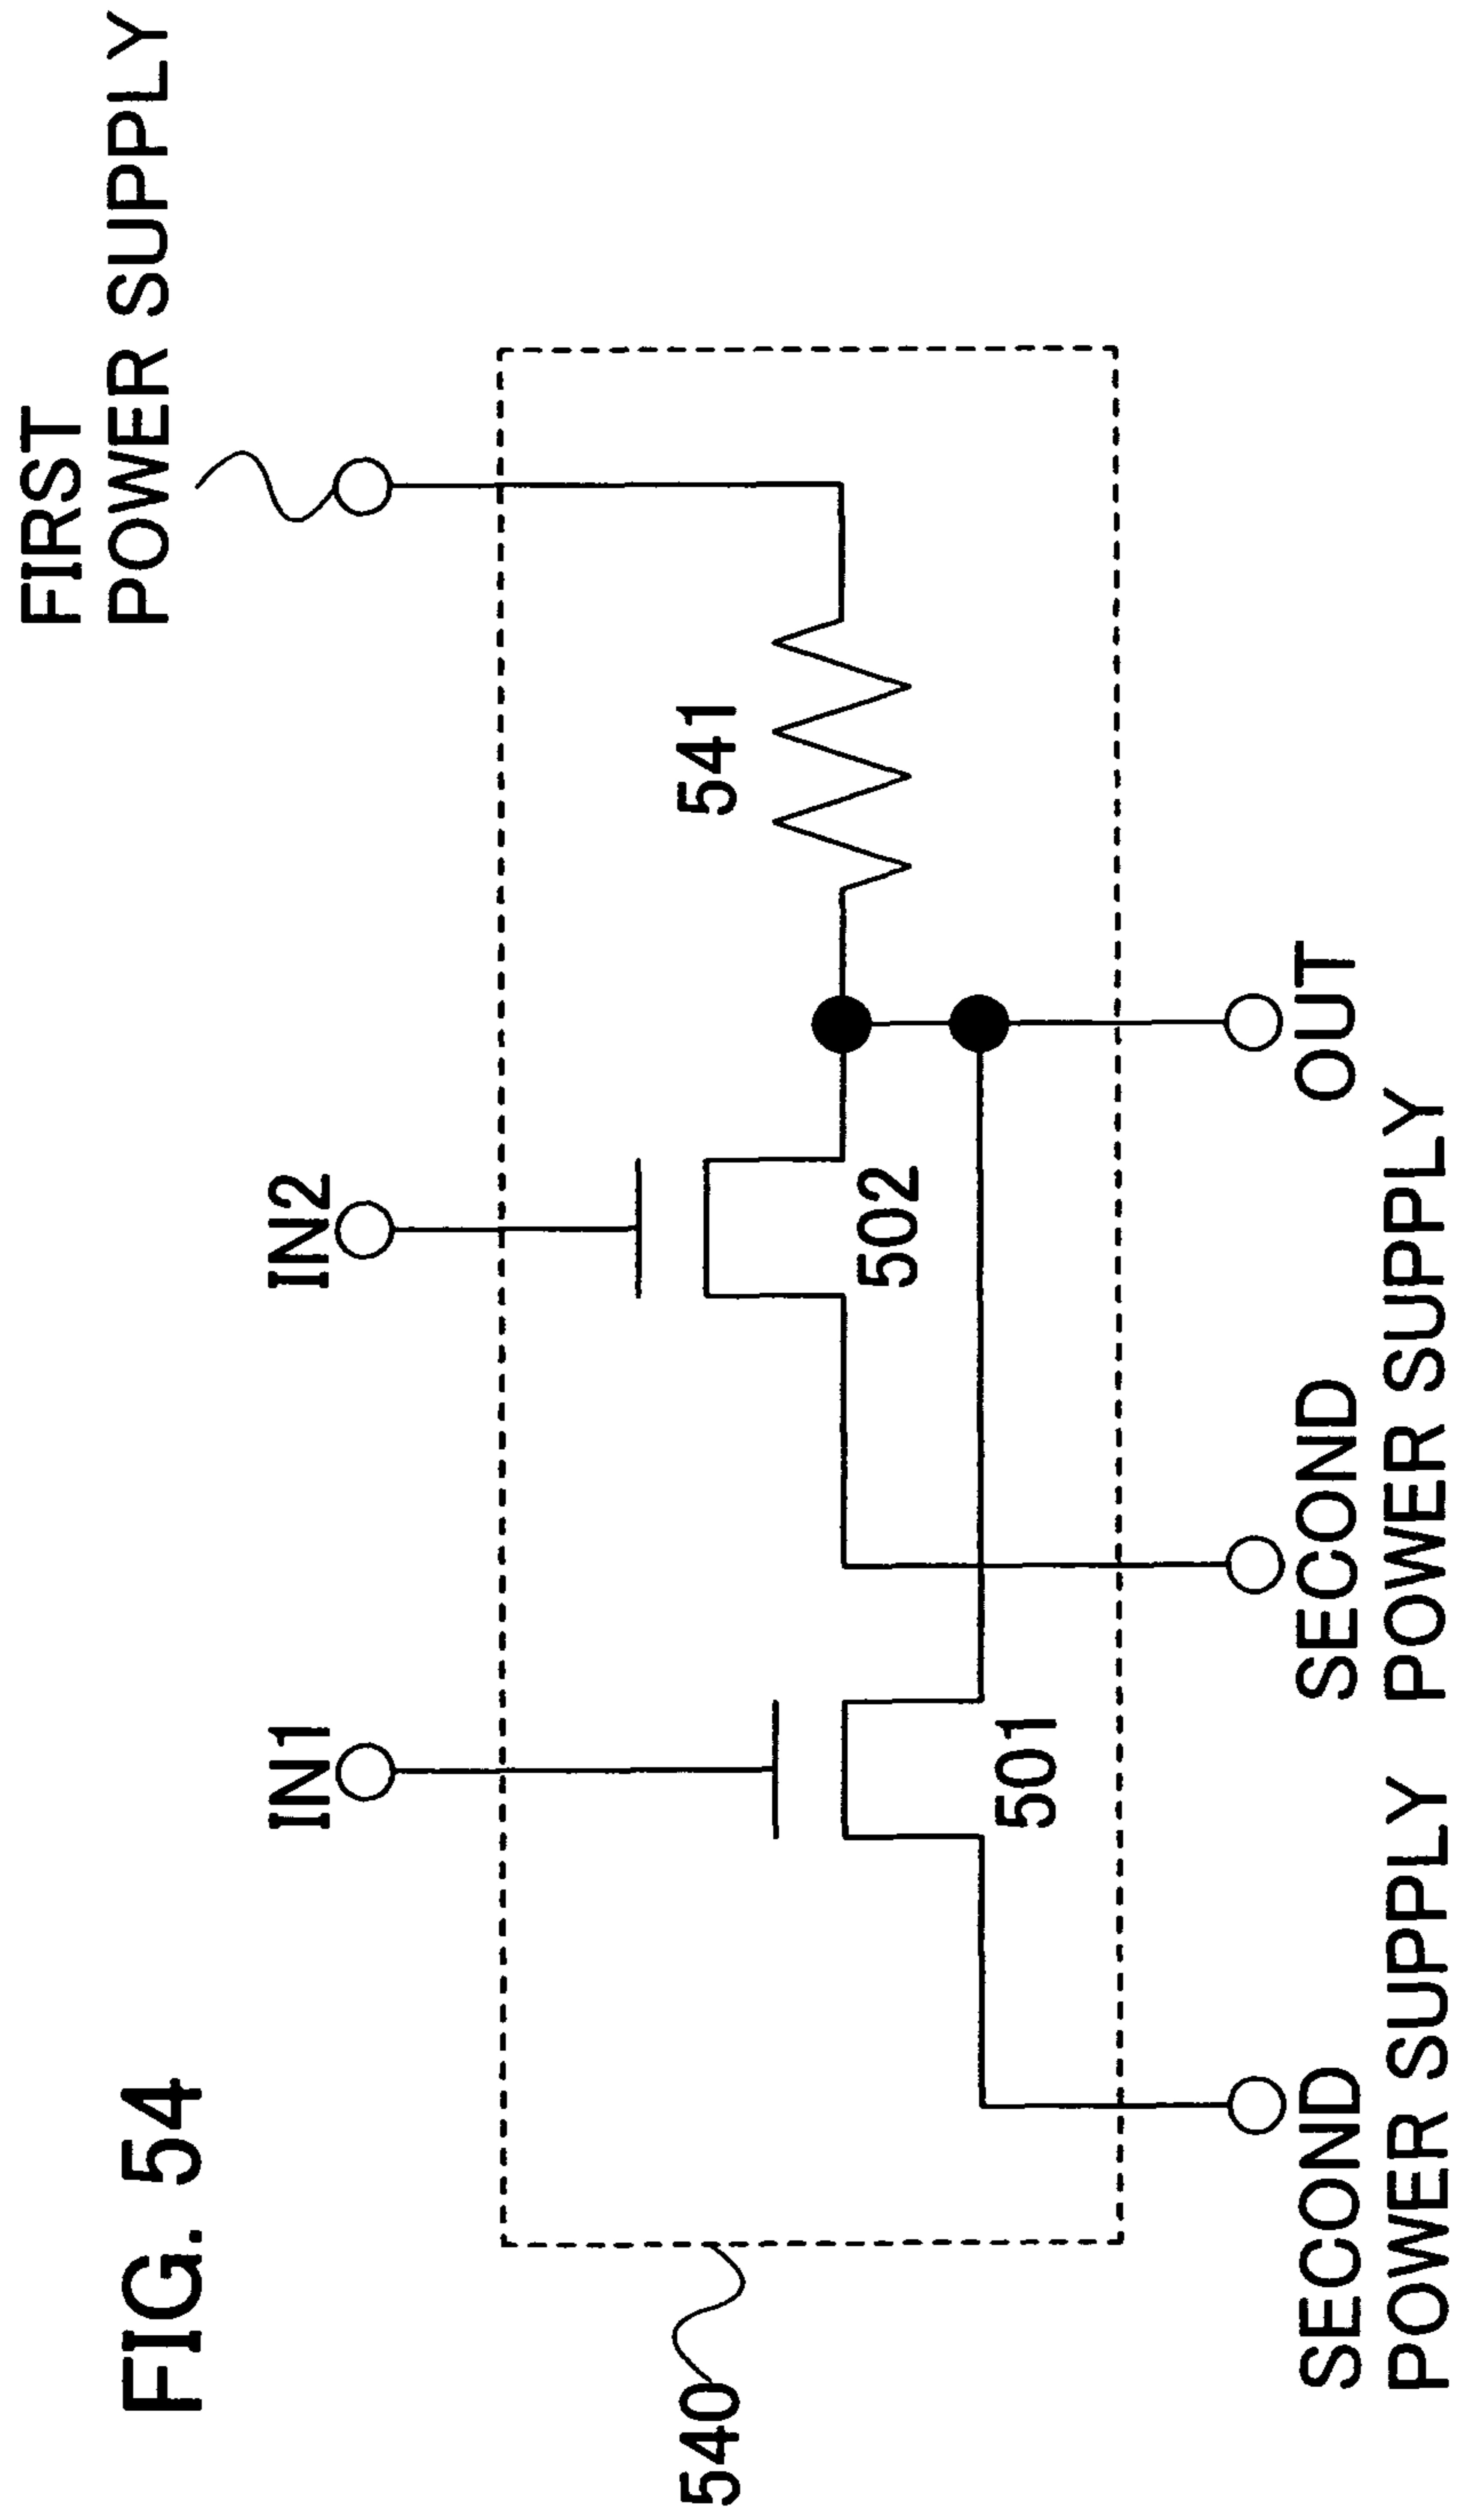 FIG. 54
FIRST
POWER SUPPLY
IN1
IN2
540
541
502
501
OUT
SECOND
POWER SUPPLY
SECOND
POWER SUPPLY